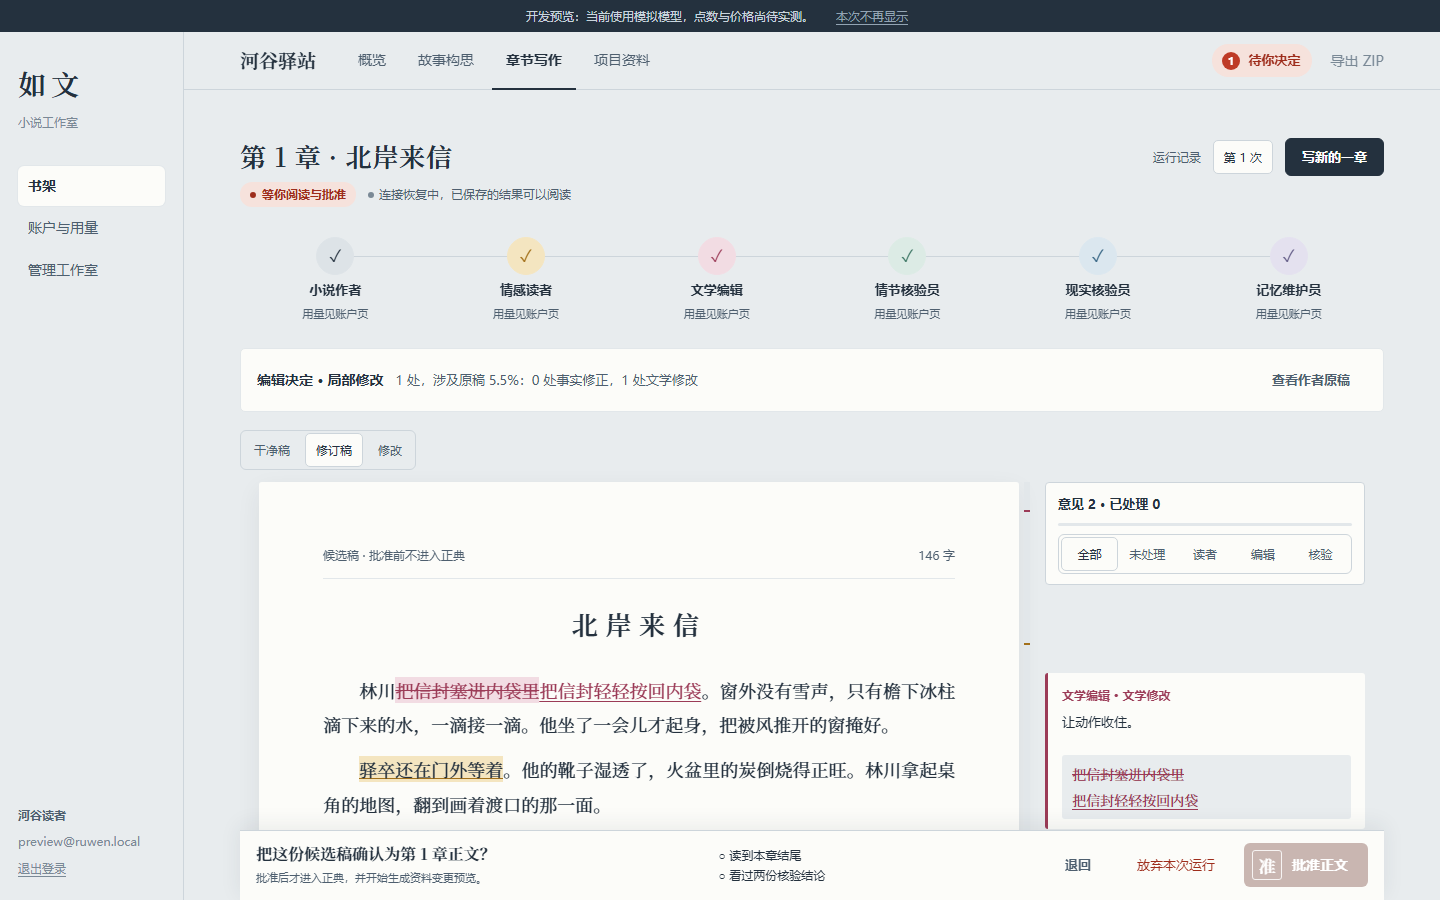 开发预览：当前使用模拟模型，点数与价格尚待实测。 本次不再显示
如文
小说工作室
书架
账户与用量
管理工作室
河谷读者
preview@ruwen.local
退出登录
河谷驿站 概览 故事构思 章节写作 项目资料 1 待你决定 导出 ZIP
第 1 章 · 北岸来信
运行记录 第 1 次 写新的一章
等你阅读与批准 连接恢复中，已保存的结果可以阅读
小说作者 情感读者 文学编辑 情节核验员 现实核验员 记忆维护员
用量见账户页 用量见账户页 用量见账户页 用量见账户页 用量见账户页 用量见账户页
编辑决定 • 局部修改 1 处，涉及原稿 5.5%：0 处事实修正，1 处文学修改 查看作者原稿
干净稿 修订稿 修改
候选稿 · 批准前不进入正典 146 字
北岸来信
林川把信封塞进内袋里把信封轻轻按回内袋。窗外没有雪声，只有檐下冰柱
滴下来的水，一滴接一滴。他坐了一会儿才起身，把被风推开的窗掩好。
驿卒还在门外等着。他的靴子湿透了，火盆里的炭倒烧得正旺。林川拿起桌
角的地图，翻到画着渡口的那一面。
意见 2 • 已处理 0
全部 未处理 读者 编辑 核验
文学编辑 • 文学修改
让动作收住。
把信封塞进内袋里
把信封轻轻按回内袋
把这份候选稿确认为第 1 章正文？
批准后才进入正典，并开始生成资料变更预览。
○ 读到本章结尾
○ 看过两份核验结论
退回 放弃本次运行 准 批准正文